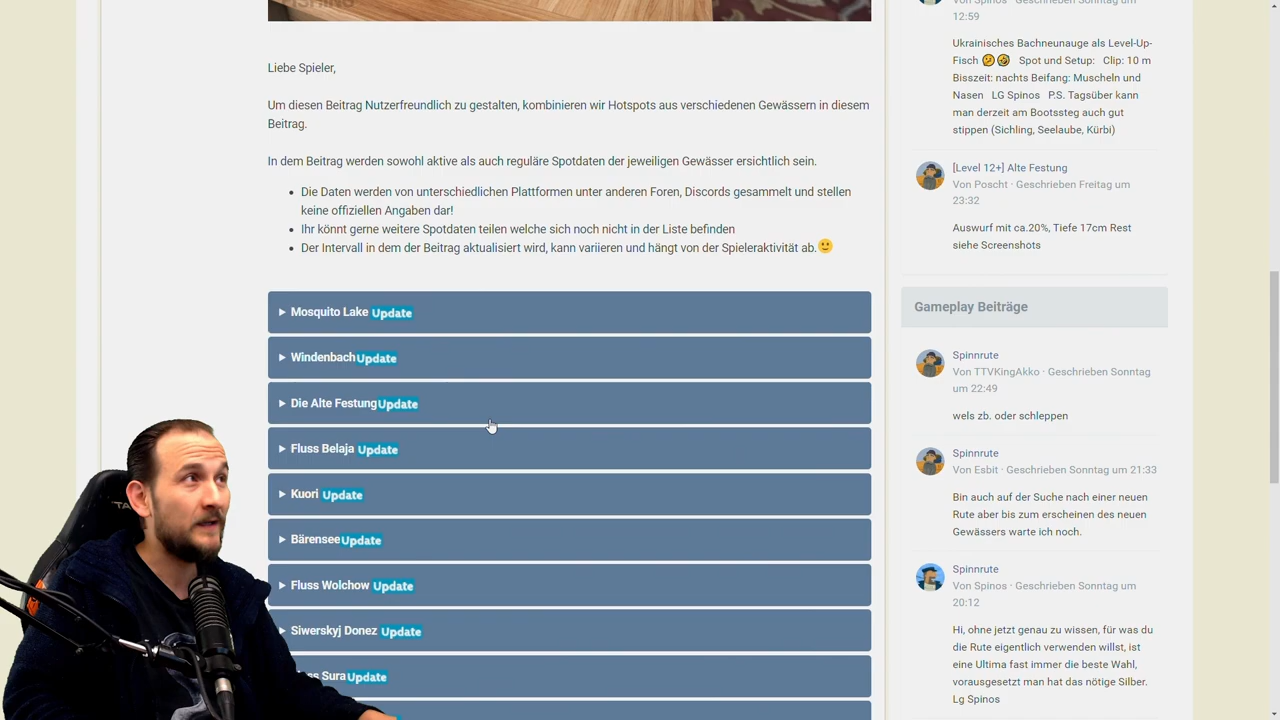 Liebe Spieler,
Um diesen Beitrag Nutzerfreundlich zu gestalten, kombinieren wir Hotspots aus verschiedenen Gewässern in diesem
Beitrag.
In dem Beitrag werden sowohl aktive als auch reguläre Spotdaten der jeweiligen Gewässer ersichtlich sein.
Die Daten werden von unterschiedlichen Plattformen unter anderen Foren, Discords gesammelt und stellen
keine offiziellen Angaben dar!
Ihr könnt gerne weitere Spotdaten teilen welche sich noch nicht in der Liste befinden
Der Intervall in dem der Beitrag aktualisiert wird, kann variieren und hängt von der Spieleraktivität ab.
Mosquito Lake Update
Windenbach Update
Die Alte Festung Update
Fluss Belaja Update
Kuori Update
Bärensee Update
Fluss Wolchow Update
Siwerskyj Donez Update
Sura Update
Von Spinos · Geschrieben Sonntag um
12:59
Ukrainisches Bachneunauge als Level-Up-
Fisch 😕🤣 Spot und Setup: Clip: 10 m
Bisszeit: nachts Beifang: Muscheln und
Nasen LG Spinos P.S. Tagsüber kann
man derzeit am Bootssteg auch gut
stippen (Sichling, Seelaube, Kürbi)
[Level 12+] Alte Festung
Von Poscht · Geschrieben Freitag um
23:32
Auswurf mit ca.20%, Tiefe 17cm Rest
siehe Screenshots
Gameplay Beiträge
Spinnrute
Von TTVKingAkko · Geschrieben Sonntag
um 22:49
wels zb. oder schleppen
Spinnrute
Von Esbit · Geschrieben Sonntag um 21:33
Bin auch auf der Suche nach einer neuen
Rute aber bis zum erscheinen des neuen
Gewässers warte ich noch.
Spinnrute
Von Spinos · Geschrieben Sonntag um
20:12
Hi, ohne jetzt genau zu wissen, für was du
die Rute eigentlich verwenden willst, ist
eine Ultima fast immer die beste Wahl,
vorausgesetzt man hat das nötige Silber.
Lg Spinos